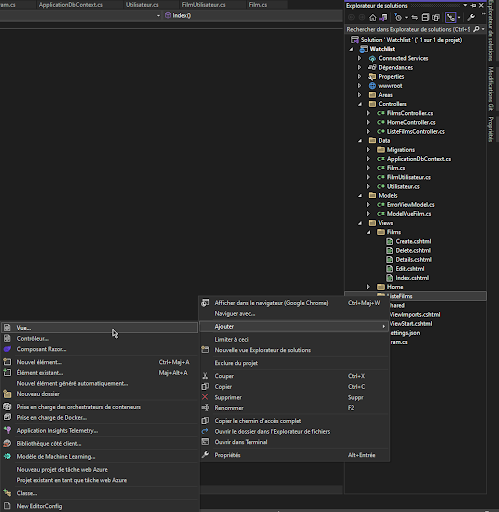 ram.cs
ApplicationDbContext.cs
Utilisateur.cs
FilmUtilisateur.cs
Film.cs
Index()
Explorateur de solutions
Rechercher dans Explorateur de solutions (Ctrl+$
Solution 'Watchlist' (' 1 sur 1 de projet)
Watchlist
Connected Services
Dépendances
Properties
wwwroot
Areas
Controllers
FilmsController.cs
HomeController.cs
ListeFilmsController.cs
Data
Migrations
ApplicationDbContext.cs
Film.cs
FilmUtilisateur.cs
Utilisateur.cs
Models
ErrorViewModel.cs
ModelVueFilm.cs
Views
Films
Create.cshtml
Delete.cshtml
Details.cshtml
Edit.cshtml
Index.cshtml
Home
ListeFilms
hared
ViewImports.cshtml
ViewStart.cshtml
ettings.json
ram.cs
Explorateur de solutions
Modifications Git
Propriétés
Afficher dans le navigateur (Google Chrome) Ctrl+Maj+W
Naviguer avec...
Ajouter
Limiter à ceci
Nouvelle vue Explorateur de solutions
Exclure du projet
Couper Ctrl+X
Copier Ctrl+C
Supprimer Suppr
Renommer F2
Copier le chemin d'accès complet
Ouvrir le dossier dans l'Explorateur de fichiers
Ouvrir dans Terminal
Propriétés Alt+Entrée
Vue...
Contrôleur...
Composant Razor...
Nouvel élément... Ctrl+Maj+A
Élément existant... Maj+Alt+A
Nouvel élément généré automatiquement...
Nouveau dossier
Prise en charge des orchestrateurs de conteneurs
Prise en charge de Docker...
Application Insights Telemetry...
Bibliothèque côté client...
Modèle de Machine Learning...
Nouveau projet de tâche web Azure
Projet existant en tant que tâche web Azure
Classe...
New EditorConfig